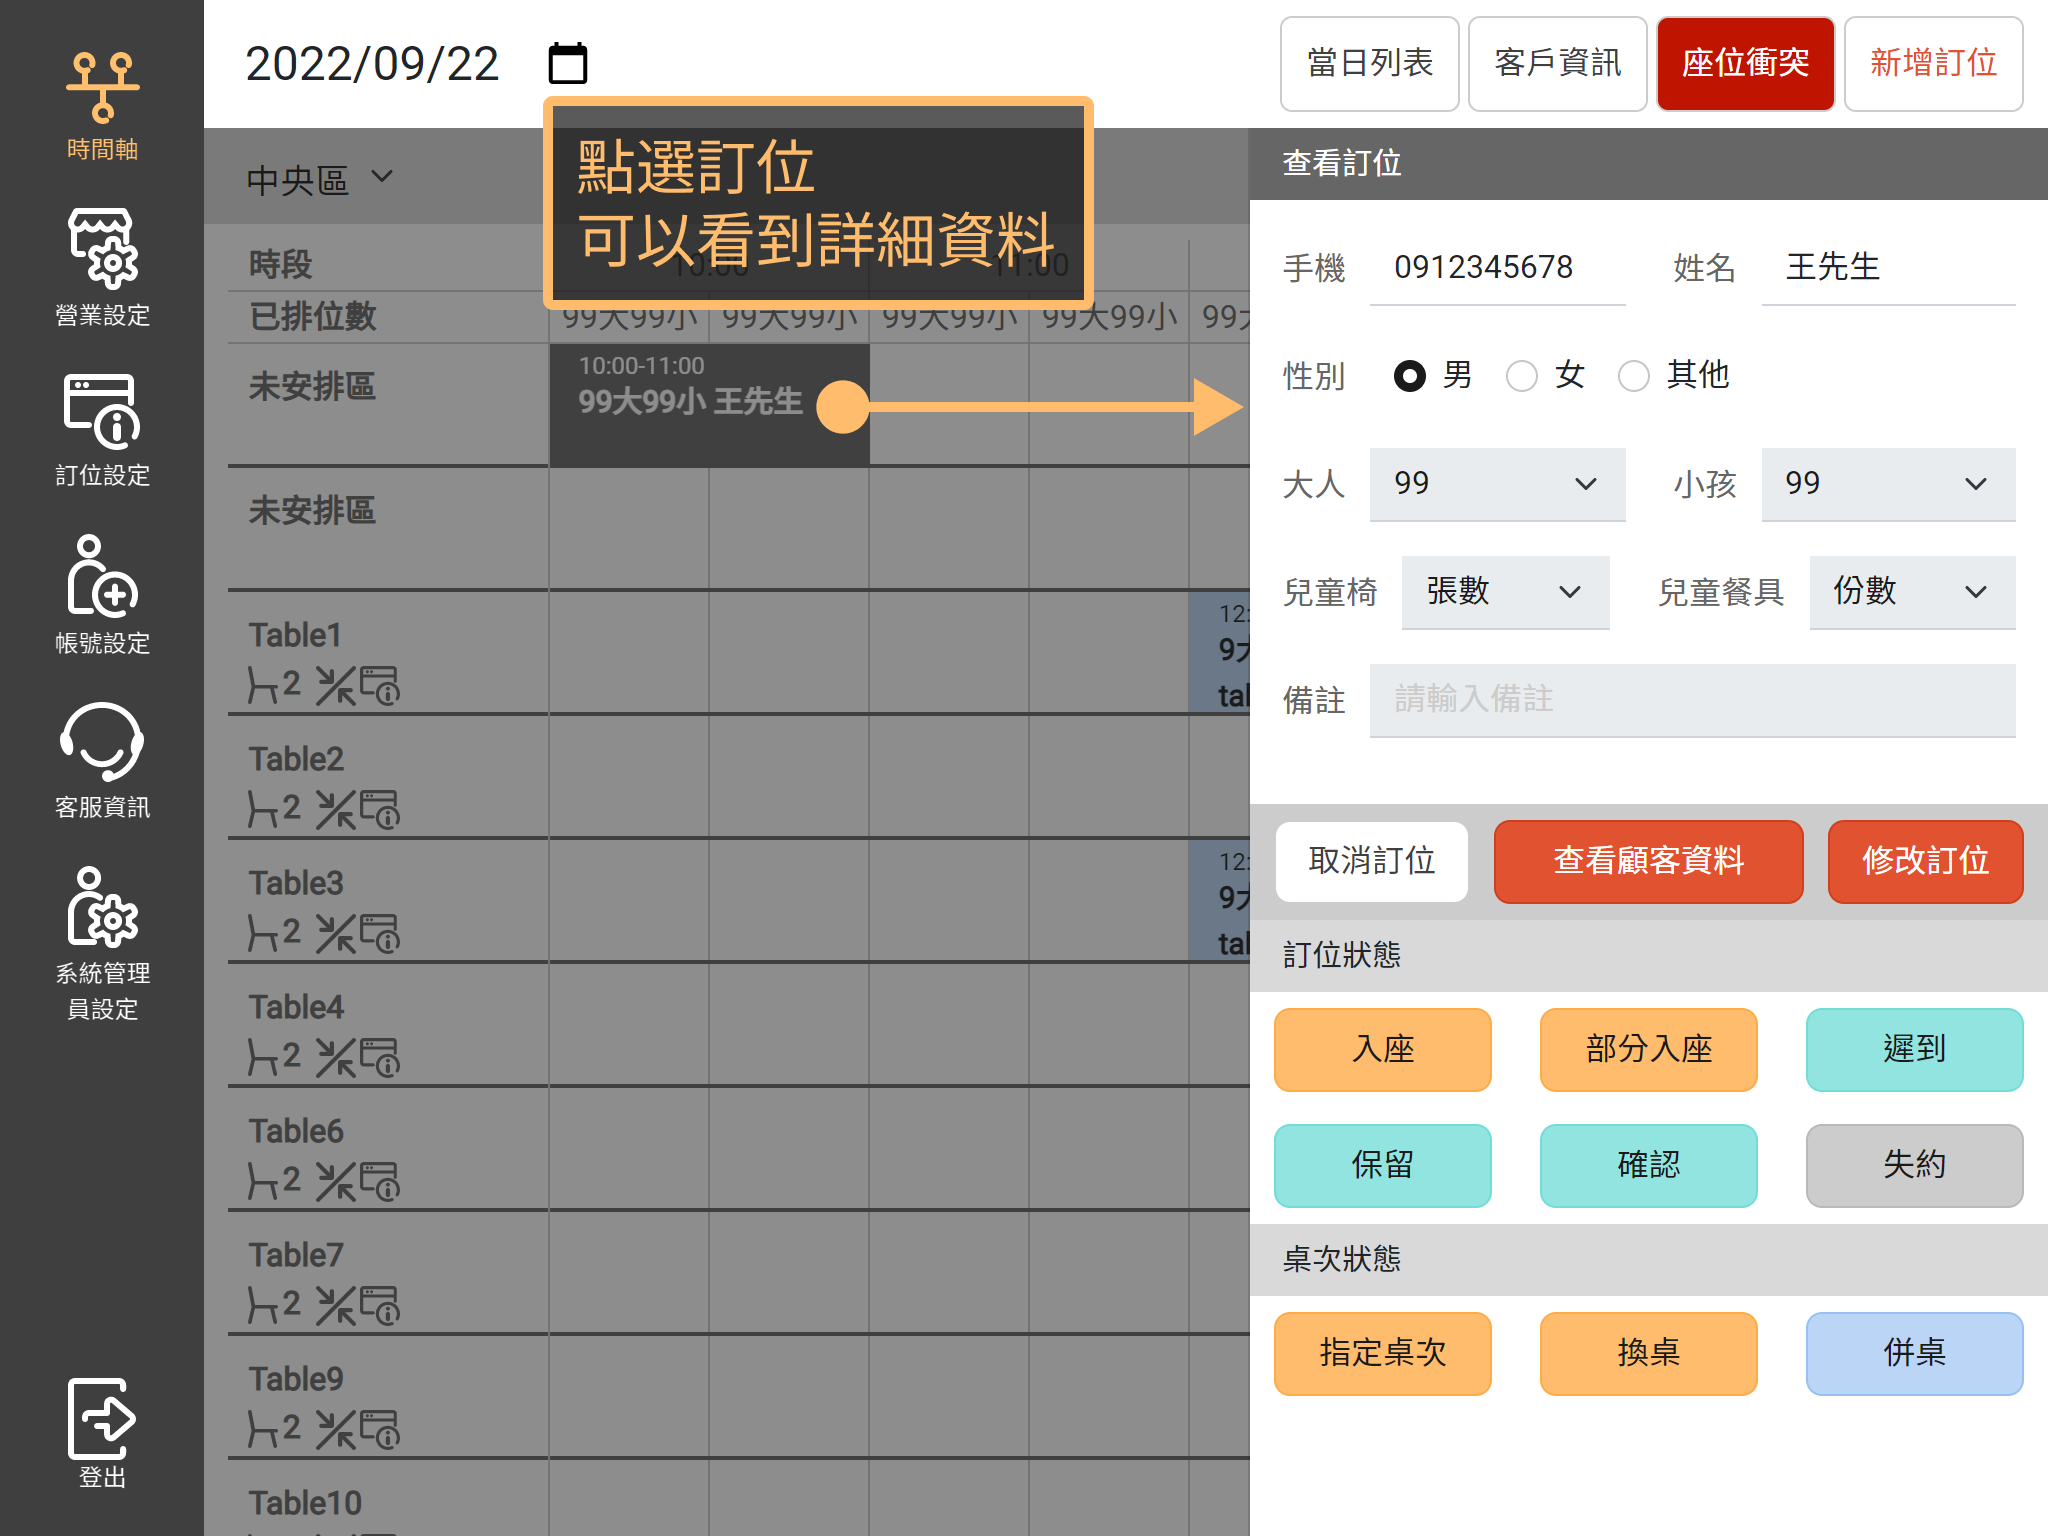 時間軸
營業設定
訂位設定
帳號設定
客服資訊
系統管理
員設定
登出
2022/09/22
當日列表
客戶資訊
座位衝突
新增訂位
中央區
點選訂位
可以看到詳細資料
時段 10:00 11:00
已排位數 99大99小 99大99小 99大99小 99大99小 99大
未安排區
10:00-11:00
99大99小 王先生
未安排區
Table1
2
12:
9大
tal
Table2
2
Table3
2
12:
9大
tal
Table4
2
Table6
2
Table7
2
Table9
2
Table10
查看訂位
手機 0912345678 姓名 王先生
性別 男 女 其他
大人 99 小孩 99
兒童椅 張數 兒童餐具 份數
備註 請輸入備註
取消訂位 查看顧客資料 修改訂位
訂位狀態
入座 部分入座 遲到
保留 確認 失約
桌次狀態
指定桌次 換桌 併桌